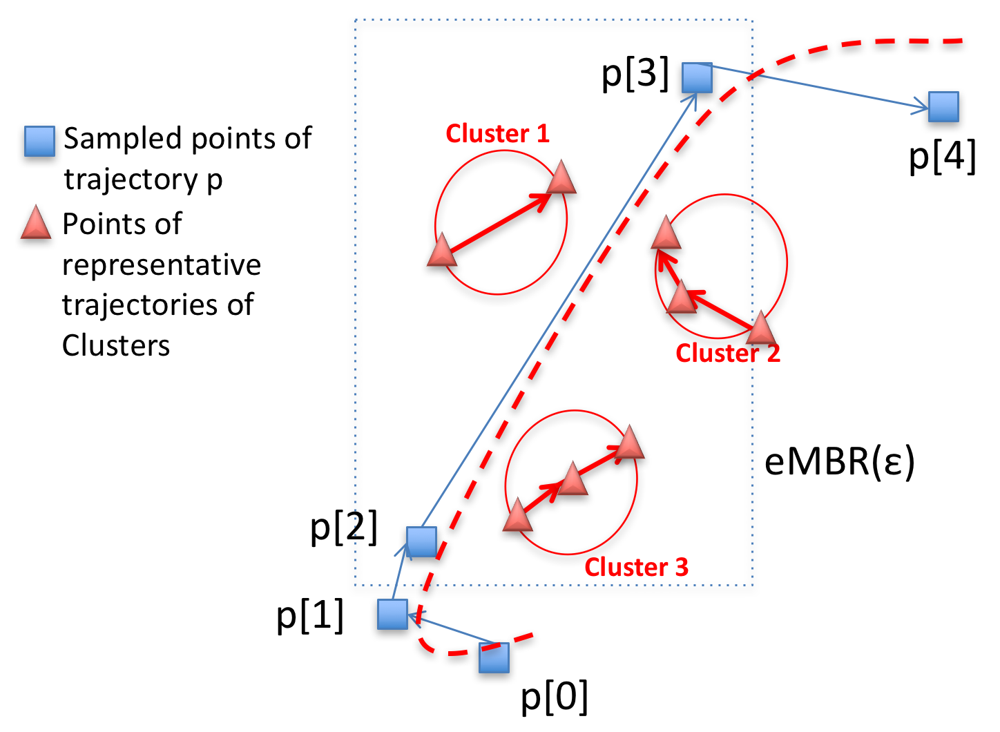 p[3]
Cluster 1
Sampled points of
trajectory p
p[4]
Points of
representative
trajectories of
Clusters
Cluster 2
eMBR(ε)
p[2]
Cluster 3
p[1]
p[0]